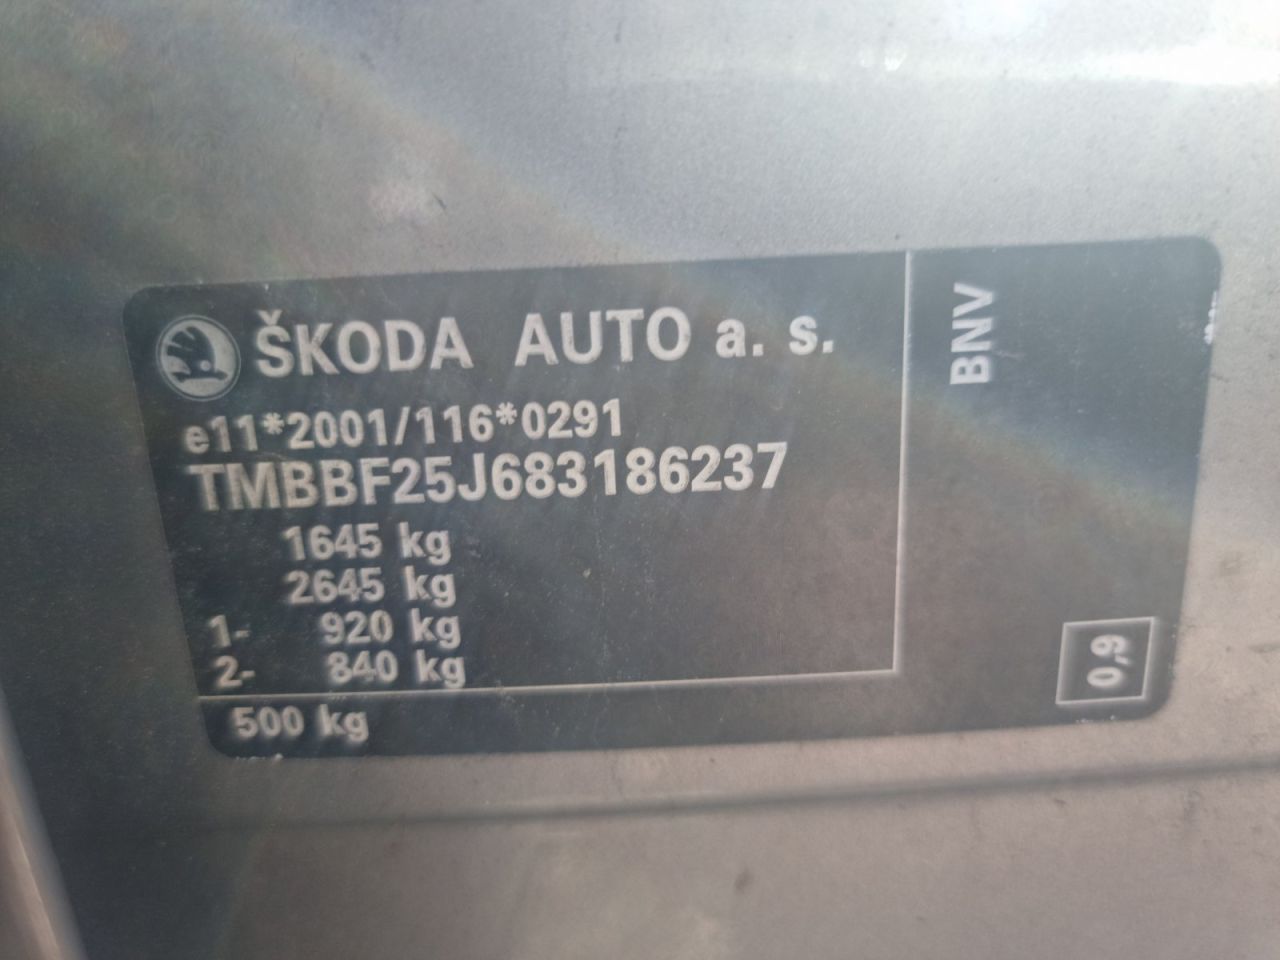 ŠKODA AUTO a. s.
e11*2001/116*0291
TMBBF25J683186237
1645 kg
2645 kg
1- 920 kg
2- 840 kg
500 kg
BNV
0,9